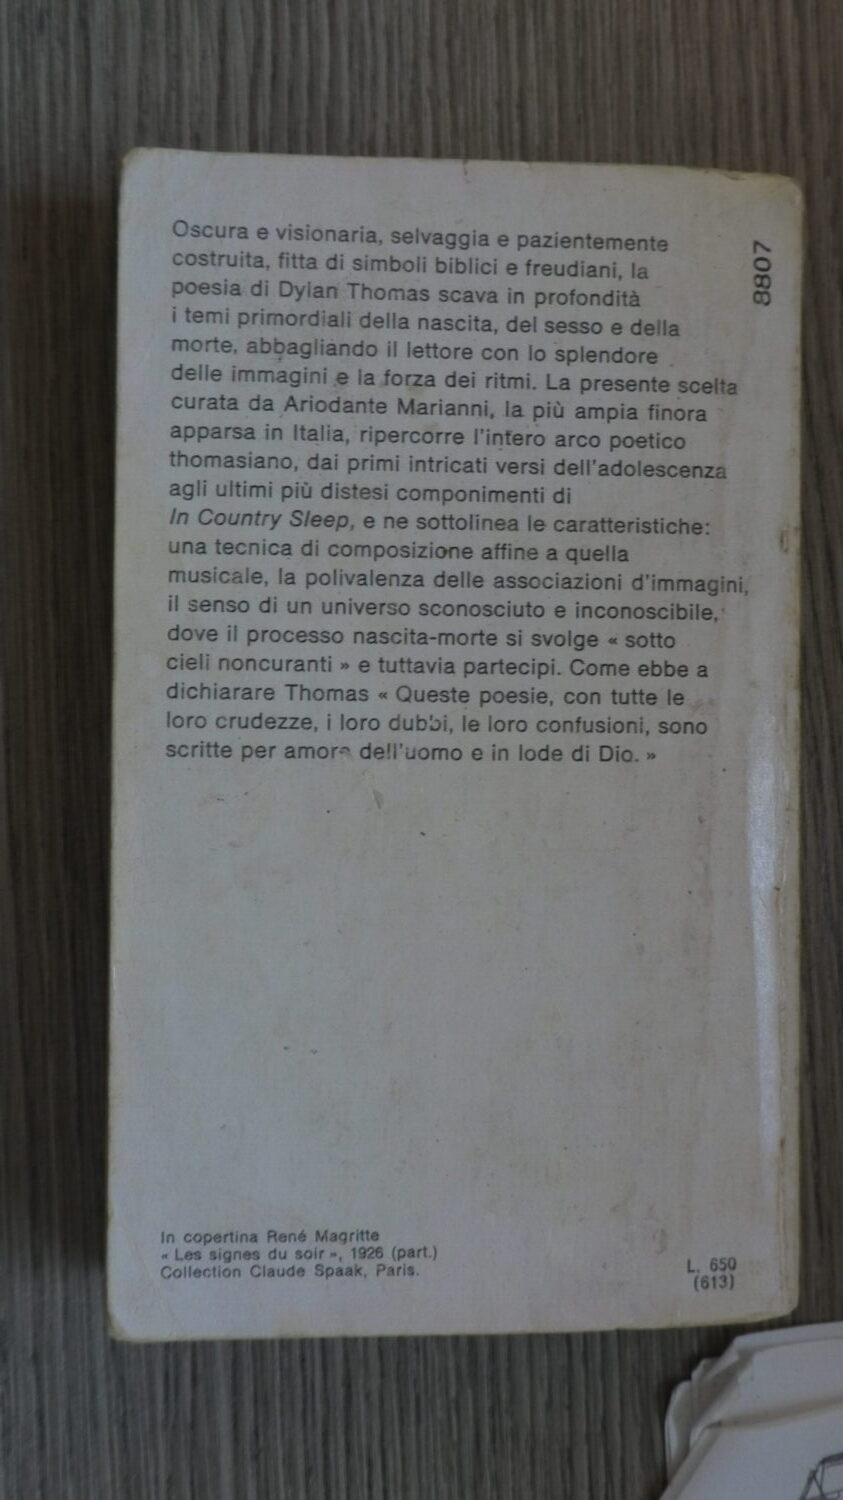 Oscura e visionaria, selvaggia e pazientemente
costruita, fitta di simboli biblici e freudiani, la
poesia di Dylan Thomas scava in profondità
i temi primordiali della nascita, del sesso e della
morte, abbagliando il lettore con lo splendore
delle immagini e la forza dei ritmi. La presente scelta
curata da Ariodante Marianni, la più ampia finora
apparsa in Italia, ripercorre l'intero arco poetico
thomasiano, dai primi intricati versi dell'adolescenza
agli ultimi più distesi componimenti di
In Country Sleep, e ne sottolinea le caratteristiche:
una tecnica di composizione affine a quella
musicale, la polivalenza delle associazioni d'immagini,
il senso di un universo sconosciuto e inconoscibile,
dove il processo nascita-morte si svolge « sotto
cieli noncuranti » e tuttavia partecipi. Come ebbe a
dichiarare Thomas « Queste poesie, con tutte le
loro crudezze, i loro dubbi, le loro confusioni, sono
scritte per amore dell'uomo e in lode di Dio. »
8807
In copertina René Magritte
« Les signes du soir », 1926 (part.)
Collection Claude Spaak, Paris.
L. 650
(613)